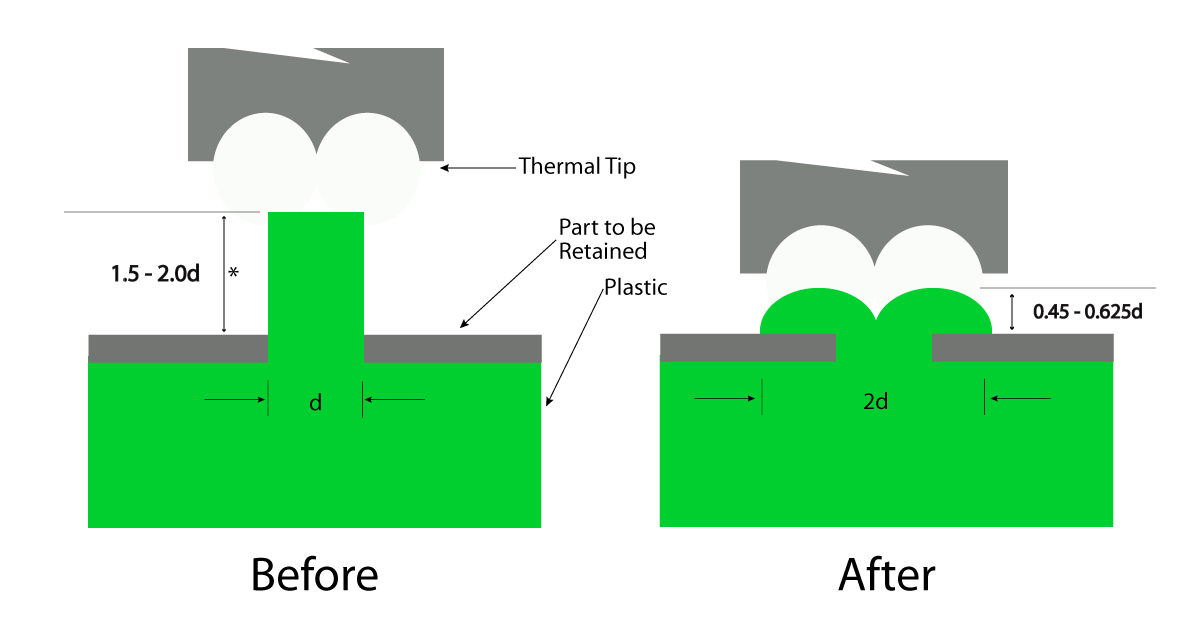 Thermal Tip
Part to be
Retained
1.5 - 2.0d
*
Plastic
0.45 - 0.625d
d
2d
Before
After